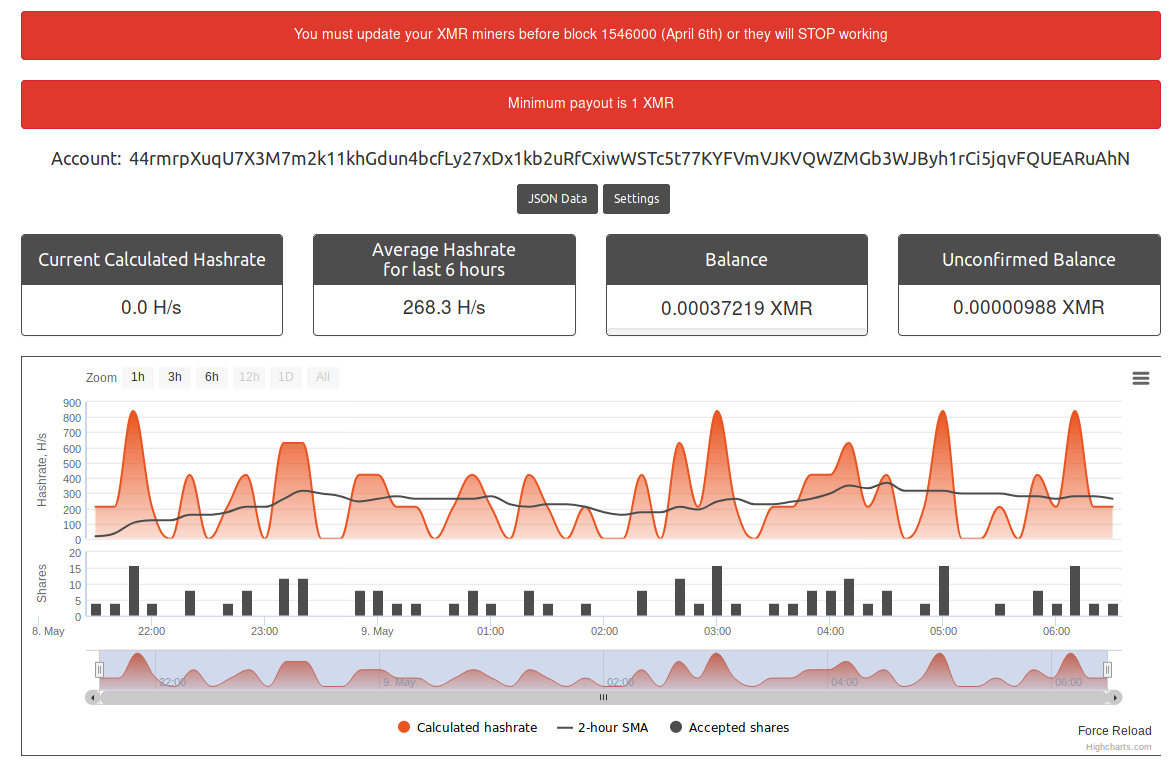 You must update your XMR miners before block 1546000 (April 6th) or they will STOP working
Minimum payout is 1 XMR
Account: 44rmrpXuqU7X3M7m2k11khGdun4bcfLy27xDx1kb2uRfCxiwWSTc5t77KYFVmVJKVQWZMGb3WJByh1rCi5jqvFQUEARuAhN
JSON Data Settings
Current Calculated Hashrate
0.0 H/s
Average Hashrate
for last 6 hours
268.3 H/s
Balance
0.00037219 XMR
Unconfirmed Balance
0.00000988 XMR
Zoom 1h 3h 6h 12h 1D All
Hashrate, H/s
900
800
700
600
500
400
300
200
100
0
Shares
20
15
10
5
0
8. May 22:00 23:00 9. May 01:00 02:00 03:00 04:00 05:00 06:00
22:00 9. May 02:00 04:00 06:00
Calculated hashrate 2-hour SMA Accepted shares
Force Reload
Highcharts.com